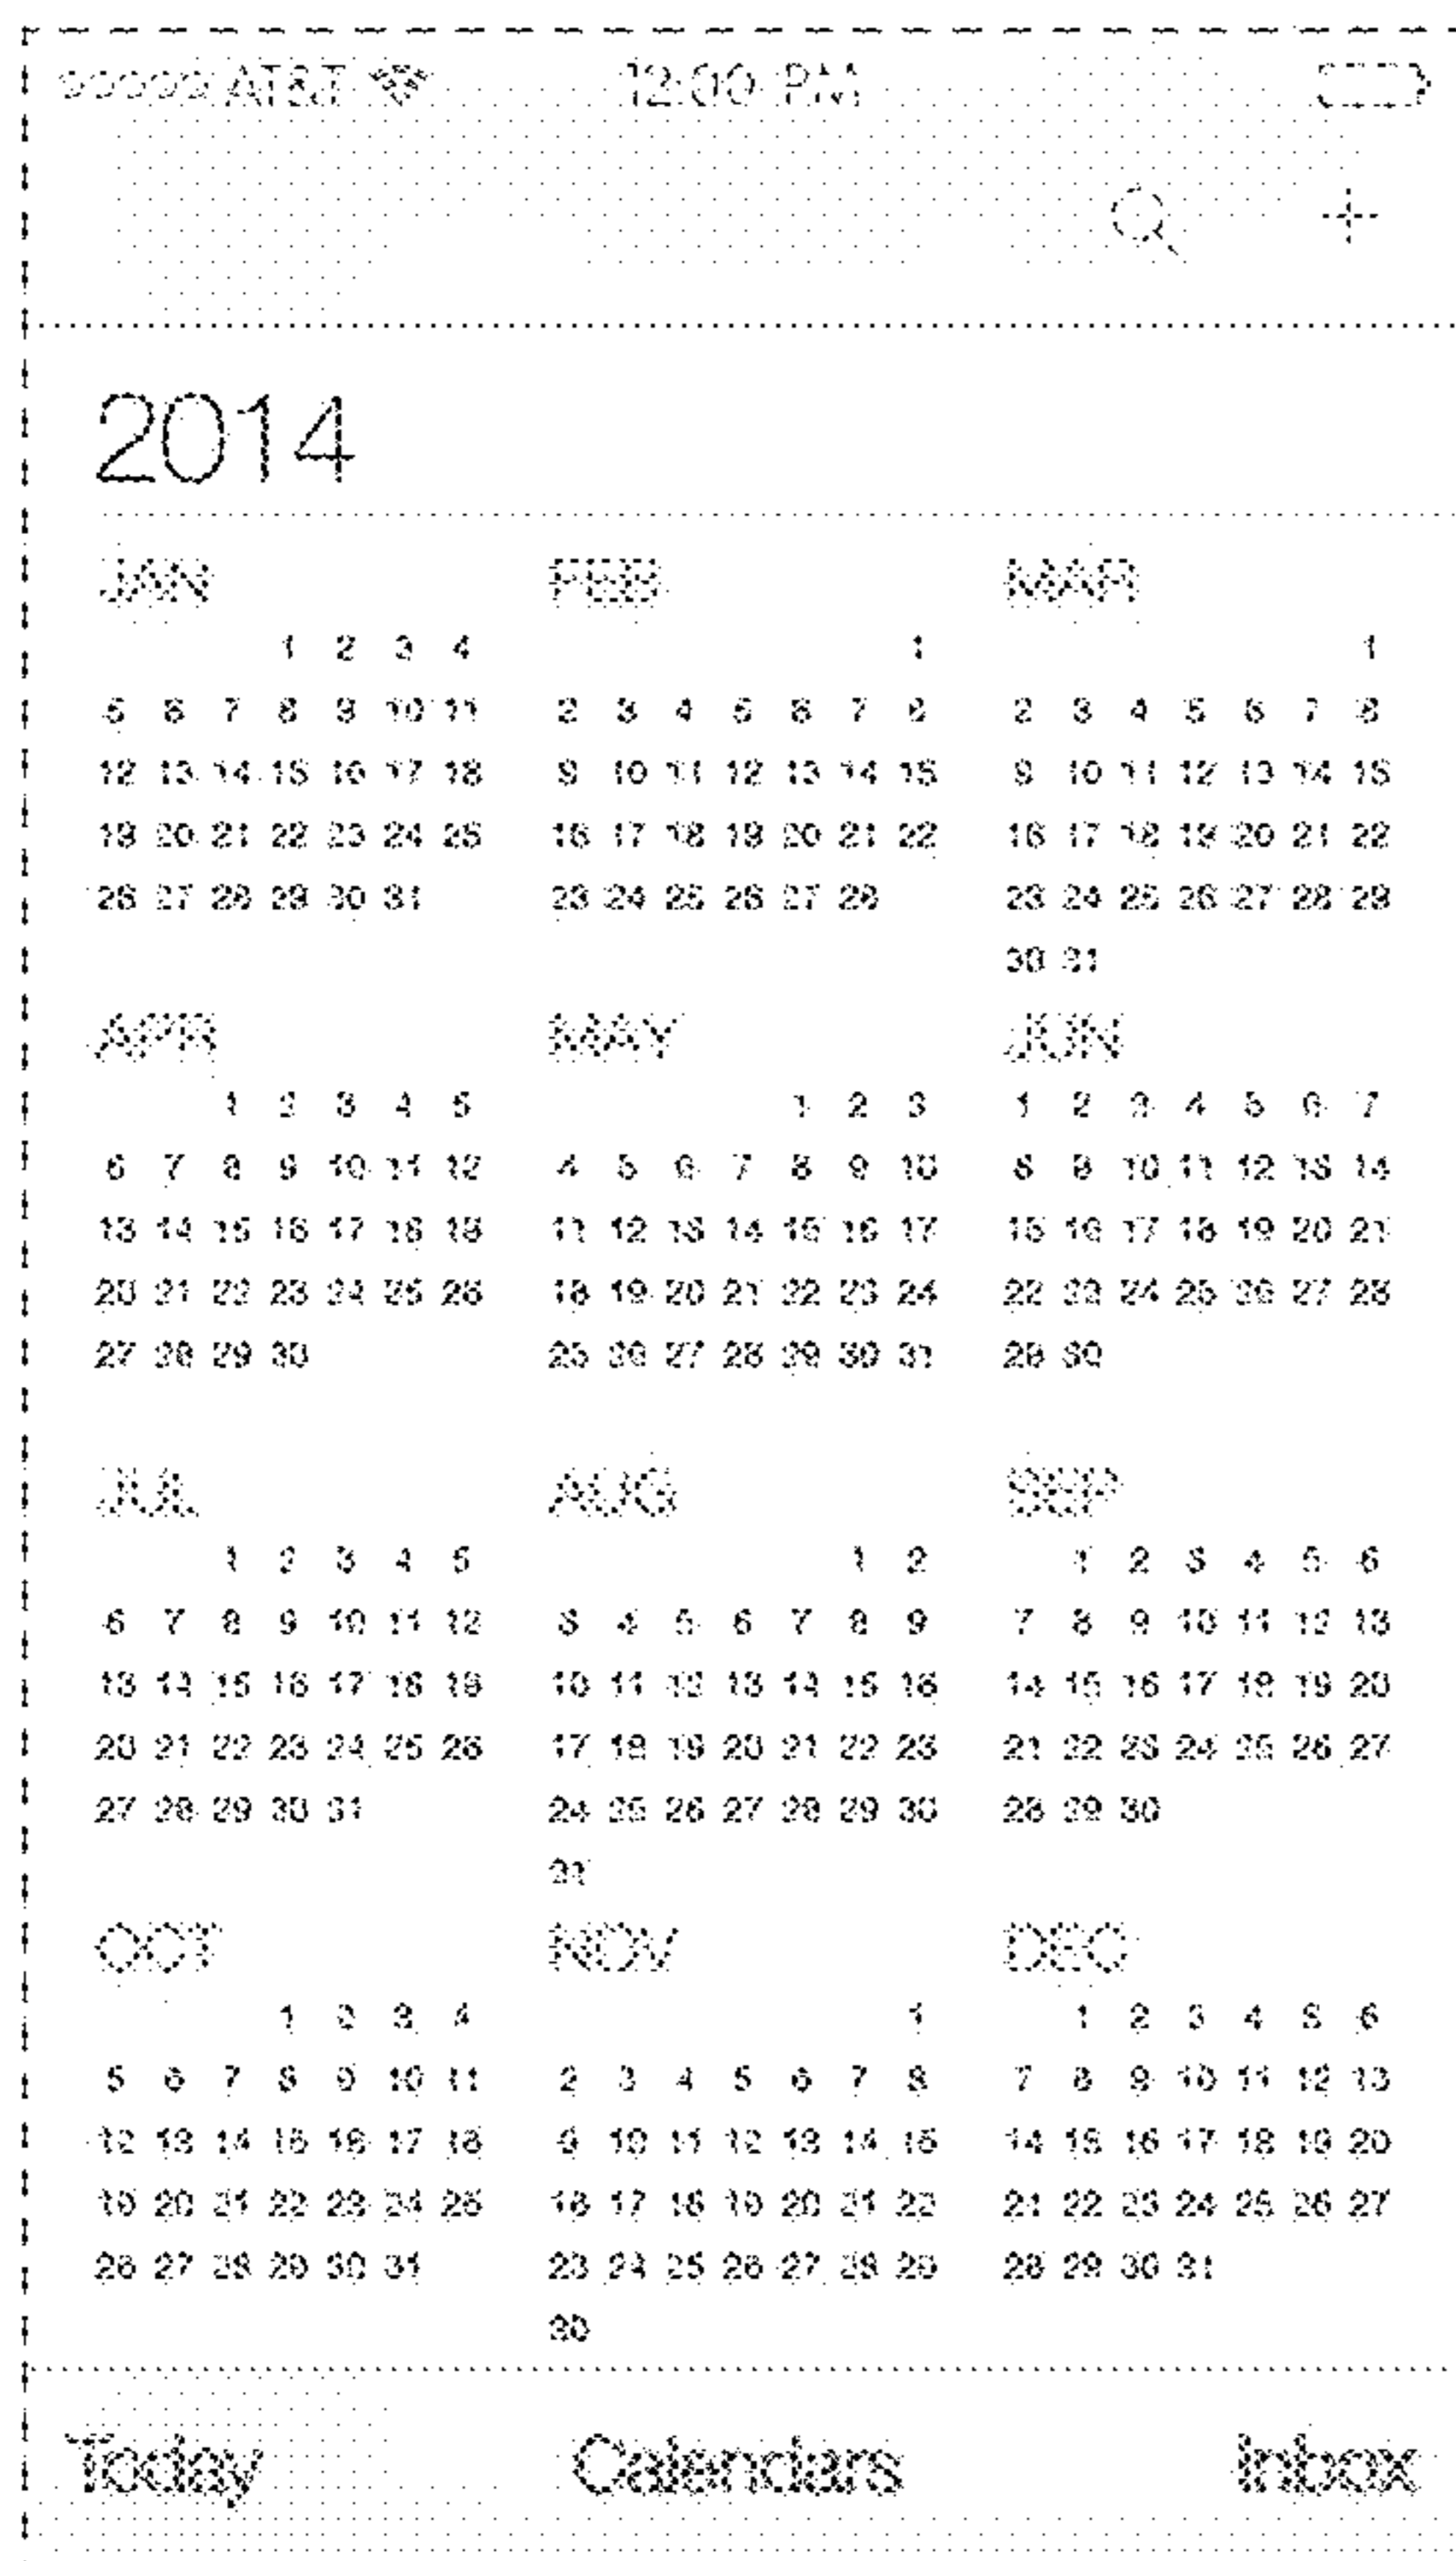 AT&T 12:00 PM
2014
JAN FEB MAR
1 2 3 4 1 1
5 6 7 8 9 10 11 2 3 4 5 6 7 8 2 3 4 5 6 7 8
12 13 14 15 16 17 18 9 10 11 12 13 14 15 9 10 11 12 13 14 15
19 20 21 22 23 24 25 16 17 18 19 20 21 22 16 17 18 19 20 21 22
26 27 28 29 30 31 23 24 25 26 27 28 23 24 25 26 27 28 29
30 31
APR MAY JUN
1 2 3 4 5 1 2 3 1 2 3 4 5 6 7
6 7 8 9 10 11 12 4 5 6 7 8 9 10 8 9 10 11 12 13 14
13 14 15 16 17 18 19 11 12 13 14 15 16 17 15 16 17 18 19 20 21
20 21 22 23 24 25 26 18 19 20 21 22 23 24 22 23 24 25 26 27 28
27 28 29 30 25 26 27 28 29 30 31 29 30
JUL AUG SEP
1 2 3 4 5 1 2 1 2 3 4 5 6
6 7 8 9 10 11 12 3 4 5 6 7 8 9 7 8 9 10 11 12 13
13 14 15 16 17 18 19 10 11 12 13 14 15 16 14 15 16 17 18 19 20
20 21 22 23 24 25 26 17 18 19 20 21 22 23 21 22 23 24 25 26 27
27 28 29 30 31 24 25 26 27 28 29 30 28 29 30
31
OCT NOV DEC
1 2 3 4 1 1 2 3 4 5 6
5 6 7 8 9 10 11 2 3 4 5 6 7 8 7 8 9 10 11 12 13
12 13 14 15 16 17 18 9 10 11 12 13 14 15 14 15 16 17 18 19 20
19 20 21 22 23 24 25 16 17 18 19 20 21 22 21 22 23 24 25 26 27
26 27 28 29 30 31 23 24 25 26 27 28 29 28 29 30 31
30
Today Calendars Inbox